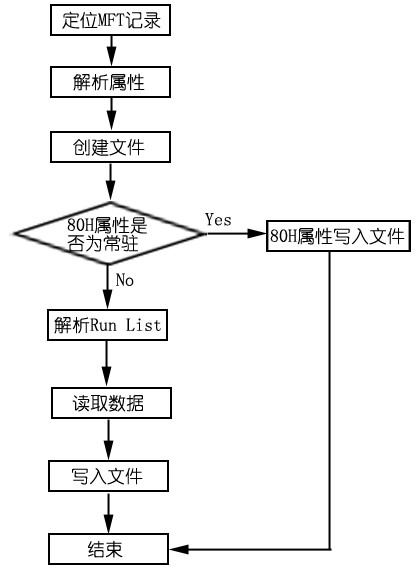 定位MFT记录
解析属性
创建文件
80H属性是
否为常驻
Yes
80H属性写入文件
No
解析Run List
读取数据
写入文件
结束